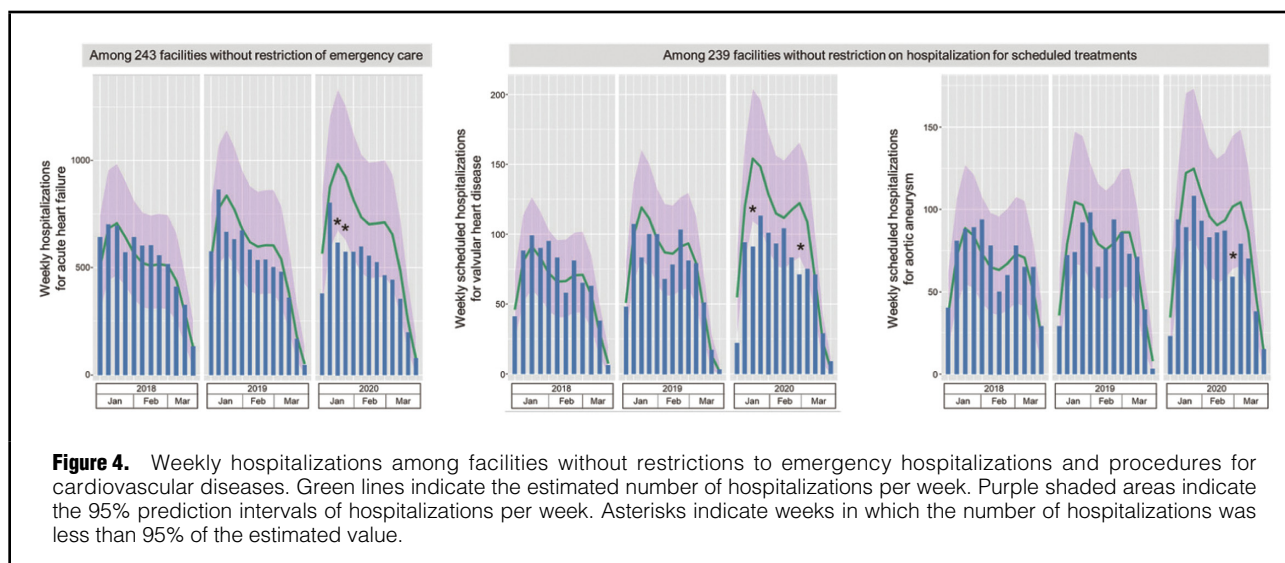 Among 243 facilities without restriction of emergency care
Among 239 facilities without restriction on hospitalization for scheduled treatments
Weekly hospitalizations
for acute heart failure
1000
500
0
2018
Jan Feb Mar
2019
Jan Feb Mar
2020
Jan Feb Mar
* *
Weekly scheduled hospitalizations
for valvular heart disease
200
150
100
50
0
2018
Jan Feb Mar
2019
Jan Feb Mar
2020
Jan Feb Mar
* *
Weekly scheduled hospitalizations
for aortic aneurysm
150
100
50
0
2018
Jan Feb Mar
2019
Jan Feb Mar
2020
Jan Feb Mar
*
Figure 4. Weekly hospitalizations among facilities without restrictions to emergency hospitalizations and procedures for
cardiovascular diseases. Green lines indicate the estimated number of hospitalizations per week. Purple shaded areas indicate
the 95% prediction intervals of hospitalizations per week. Asterisks indicate weeks in which the number of hospitalizations was
less than 95% of the estimated value.